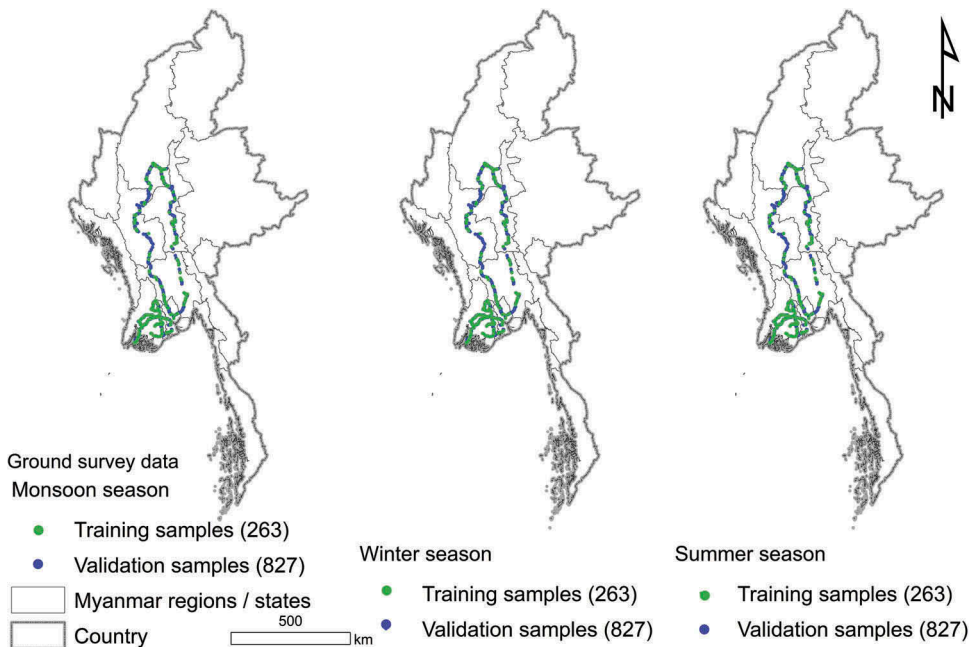 N
Ground survey data
Monsoon season
Training samples (263)
Validation samples (827)
Myanmar regions / states
Country
500
km
Winter season
Training samples (263)
Validation samples (827)
Summer season
Training samples (263)
Validation samples (827)